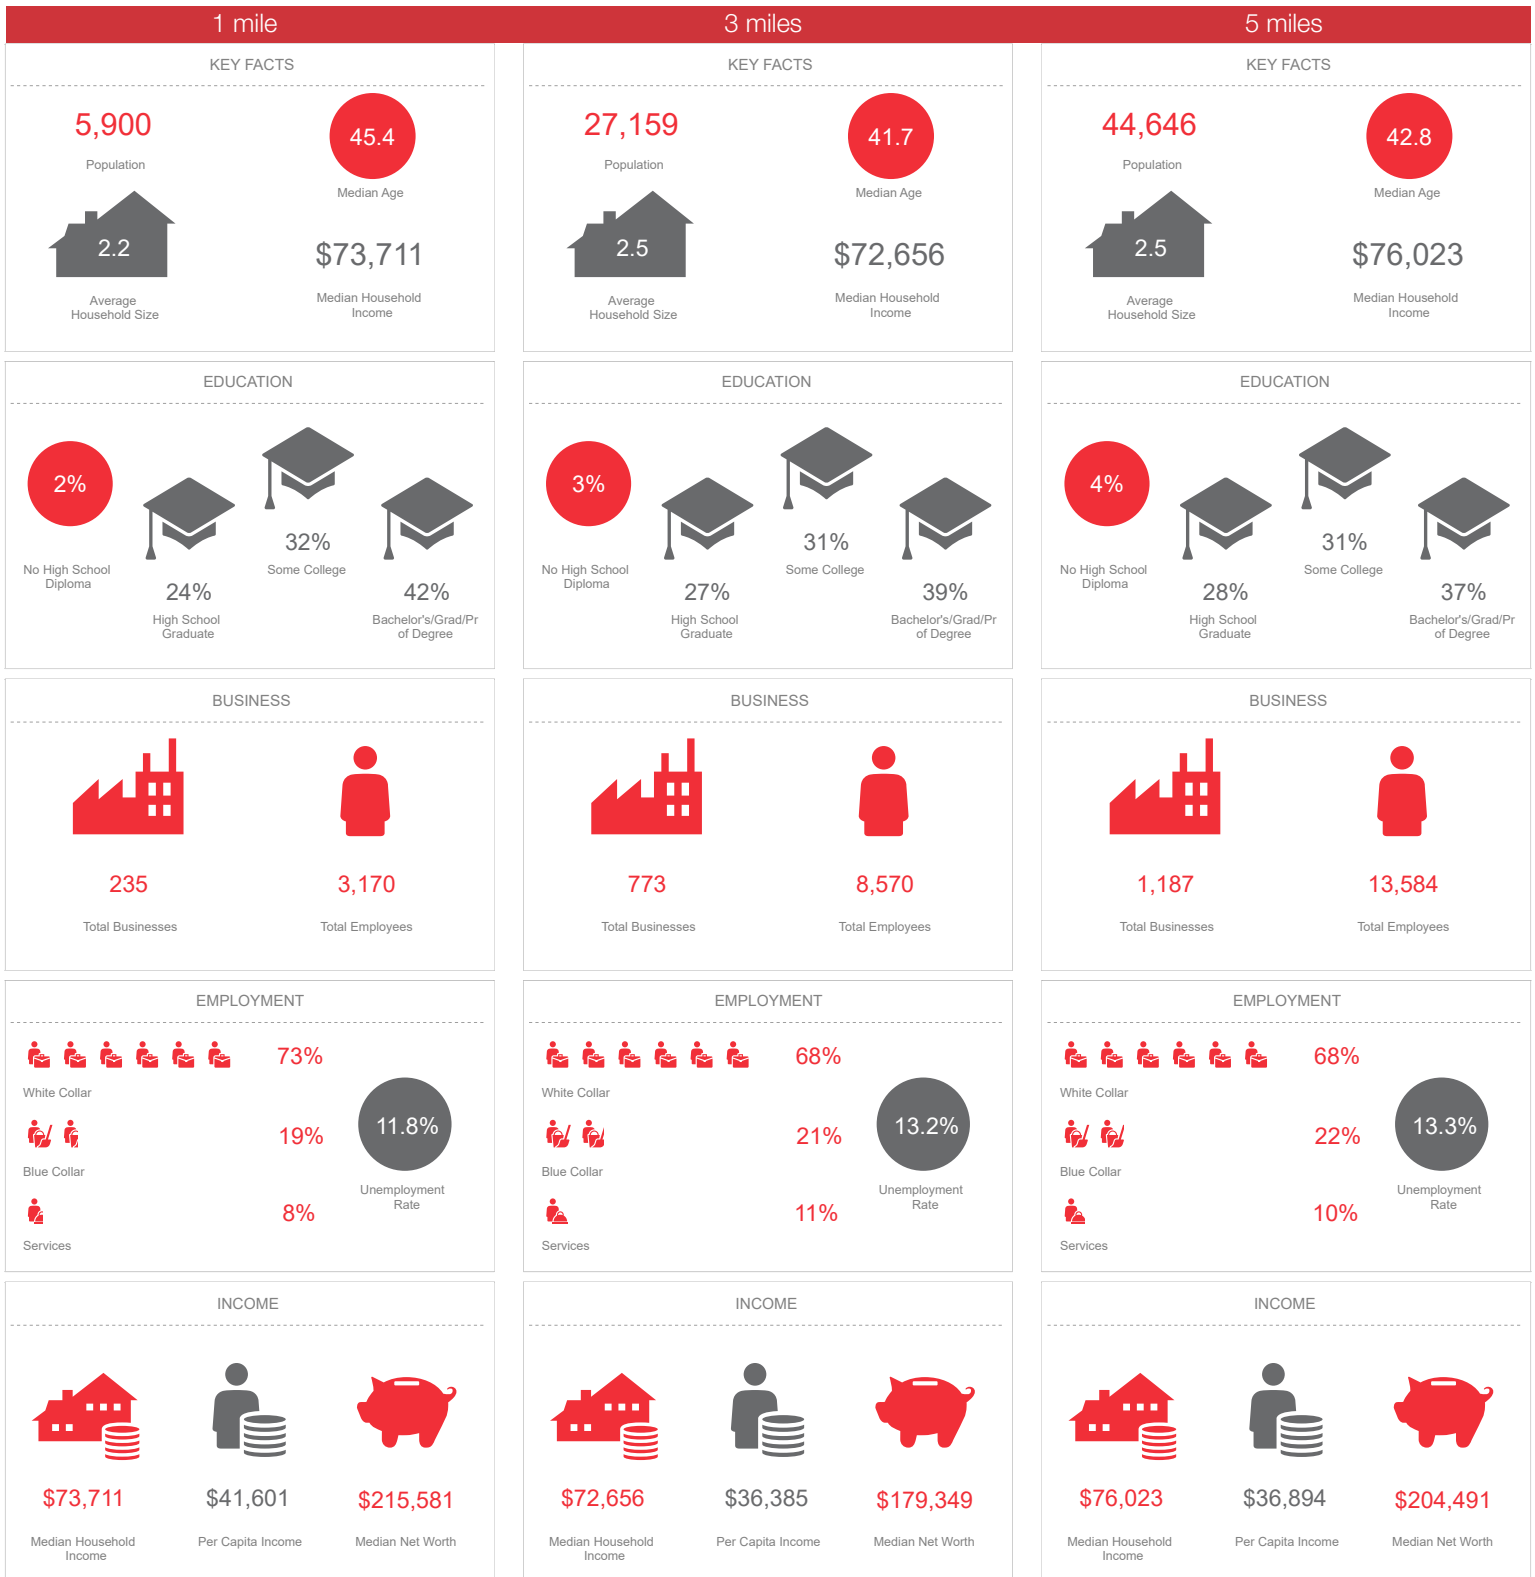 1 mile
3 miles
5 miles
KEY FACTS
5,900
Population
45.4
Median Age
2.2
Average
Household Size
$73,711
Median Household
Income
KEY FACTS
27,159
Population
41.7
Median Age
2.5
Average
Household Size
$72,656
Median Household
Income
KEY FACTS
44,646
Population
42.8
Median Age
2.5
Average
Household Size
$76,023
Median Household
Income
EDUCATION
2%
No High School
Diploma
24%
High School
Graduate
32%
Some College
42%
Bachelor's/Grad/Pr
of Degree
EDUCATION
3%
No High School
Diploma
27%
High School
Graduate
31%
Some College
39%
Bachelor's/Grad/Pr
of Degree
EDUCATION
4%
No High School
Diploma
28%
High School
Graduate
31%
Some College
37%
Bachelor's/Grad/Pr
of Degree
BUSINESS
235
Total Businesses
3,170
Total Employees
BUSINESS
773
Total Businesses
8,570
Total Employees
BUSINESS
1,187
Total Businesses
13,584
Total Employees
EMPLOYMENT
73%
White Collar
19%
Blue Collar
8%
Services
11.8%
Unemployment
Rate
EMPLOYMENT
68%
White Collar
21%
Blue Collar
11%
Services
13.2%
Unemployment
Rate
EMPLOYMENT
68%
White Collar
22%
Blue Collar
10%
Services
13.3%
Unemployment
Rate
INCOME
$73,711
Median Household
Income
$41,601
Per Capita Income
$215,581
Median Net Worth
INCOME
$72,656
Median Household
Income
$36,385
Per Capita Income
$179,349
Median Net Worth
INCOME
$76,023
Median Household
Income
$36,894
Per Capita Income
$204,491
Median Net Worth